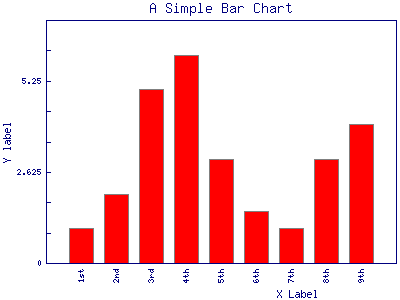 A Simple Bar Chart
5.25
2.625
0
Y label
1st
2nd
3rd
4th
5th
6th
7th
8th
9th
X Label